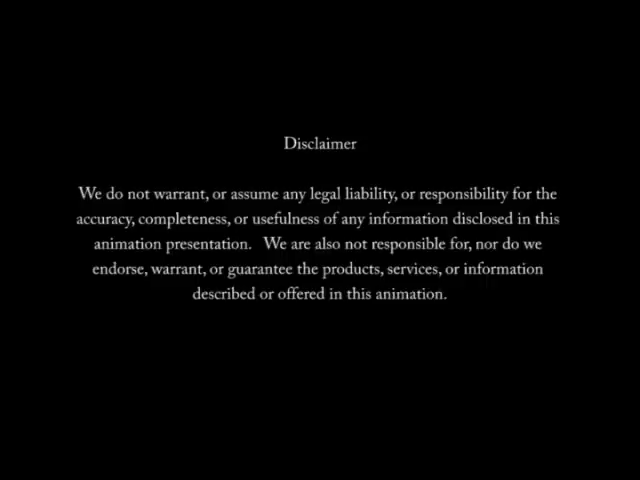 Disclaimer
We do not warrant, or assume any legal liability, or responsibility for the
accuracy, completeness, or usefulness of any information disclosed in this
animation presentation. We are also not responsible for, nor do we
endorse, warrant, or guarantee the products, services, or information
described or offered in this animation.